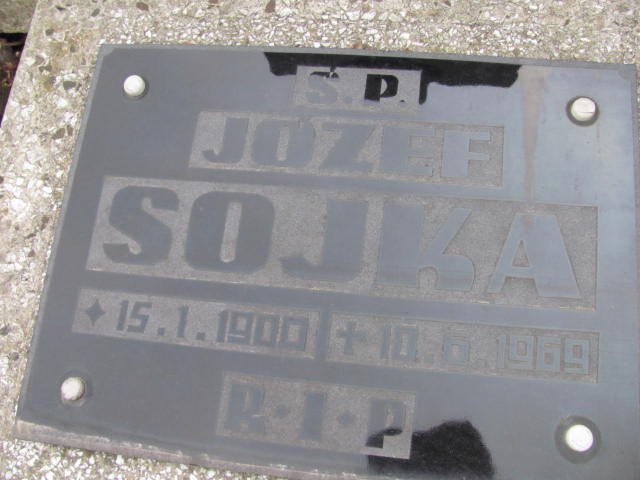 Ś.P.
JÓZEF
SOJKA
✦15.1.1900 ✝10.6.1969
R·I·P